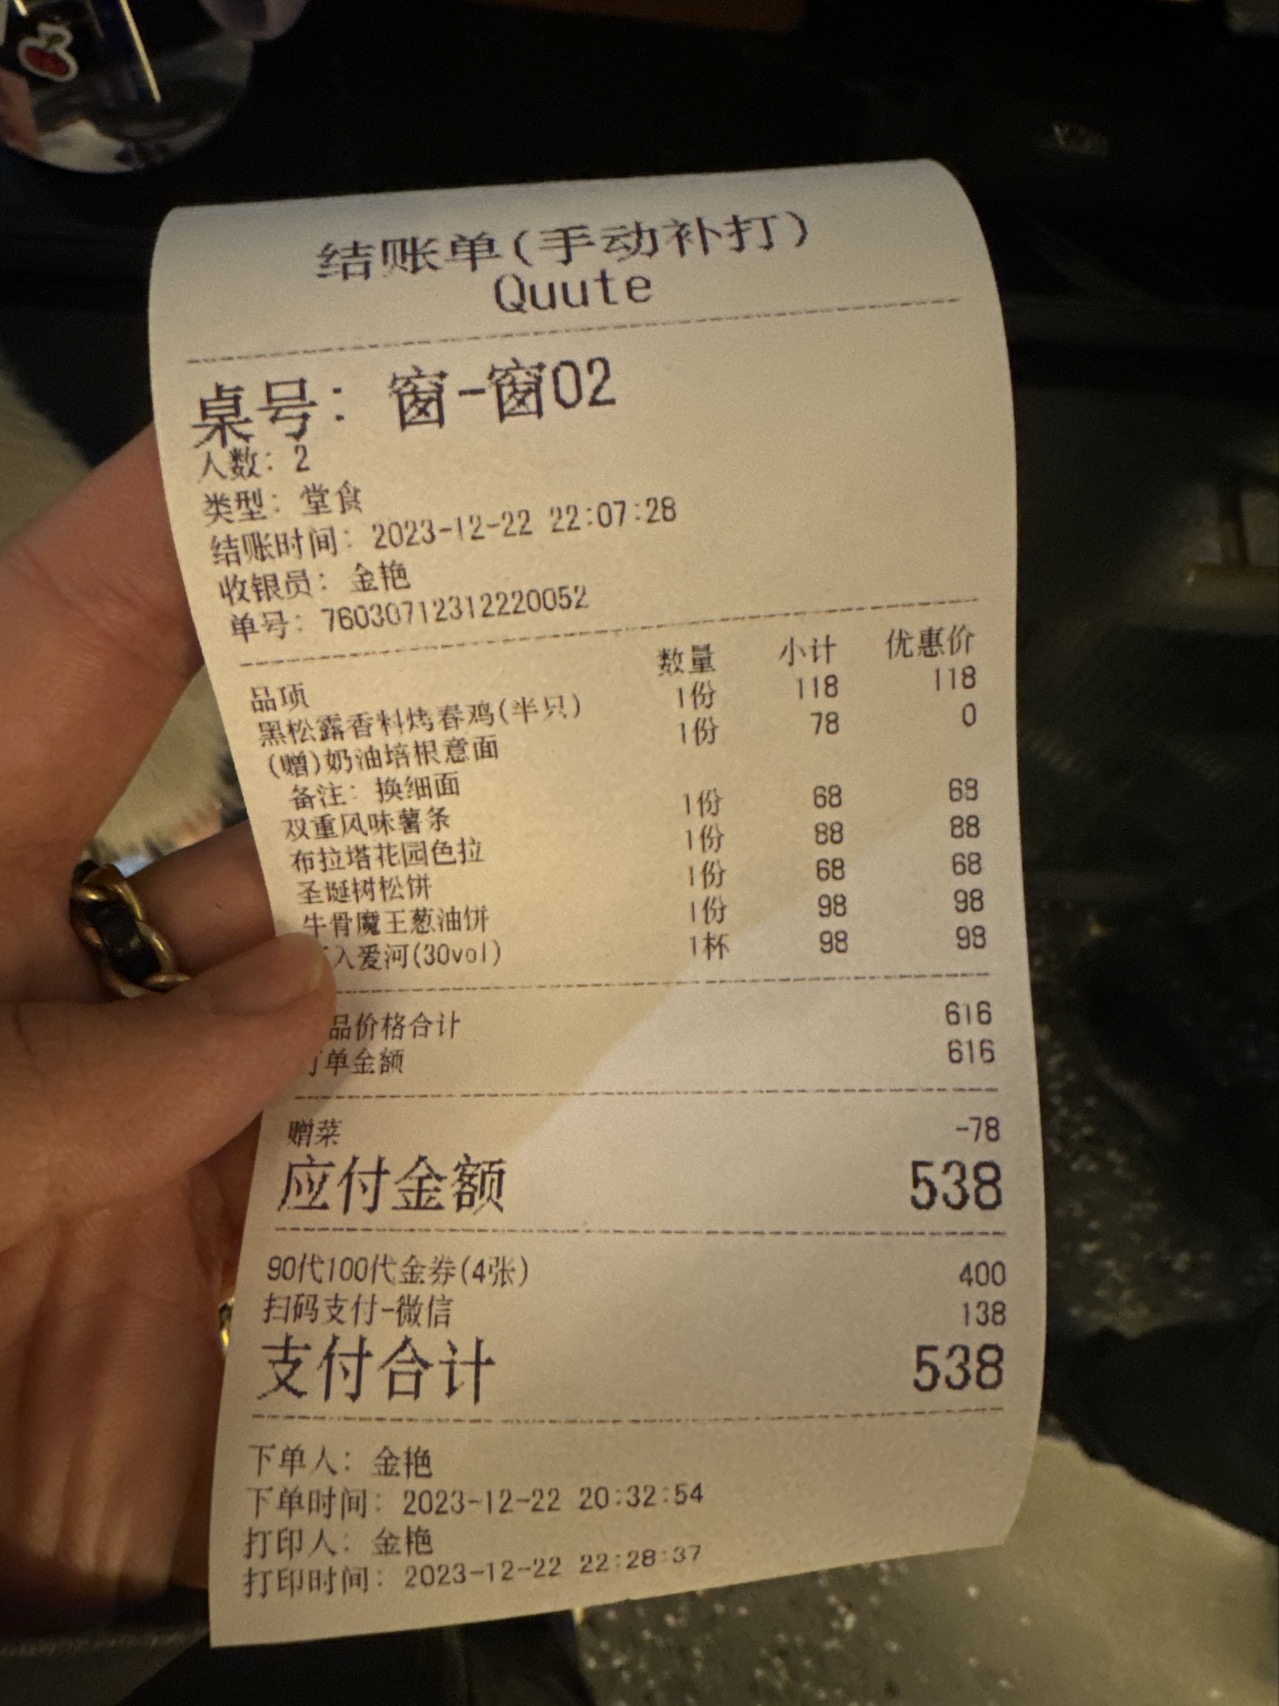 结账单(手动补打)
Quute
桌号: 窗-窗02
人数: 2
类型: 堂食
结账时间: 2023-12-22 22:07:28
收银员: 金艳
单号: 76030712312220052
品项 数量 小计 优惠价
黑松露香料烤春鸡(半只) 1份 118 118
(赠)奶油培根意面 1份 78 0
备注: 换细面
双重风味薯条 1份 68 68
布拉塔花园色拉 1份 88 88
圣诞树松饼 1份 68 68
牛骨魔王葱油饼 1份 98 98
入爱河(30vol) 1杯 98 98
品价格合计 616
单金额 616
赠菜 -78
应付金额 538
90代100代金券(4张) 400
扫码支付-微信 138
支付合计 538
下单人: 金艳
下单时间: 2023-12-22 20:32:54
打印人: 金艳
打印时间: 2023-12-22 22:28:37